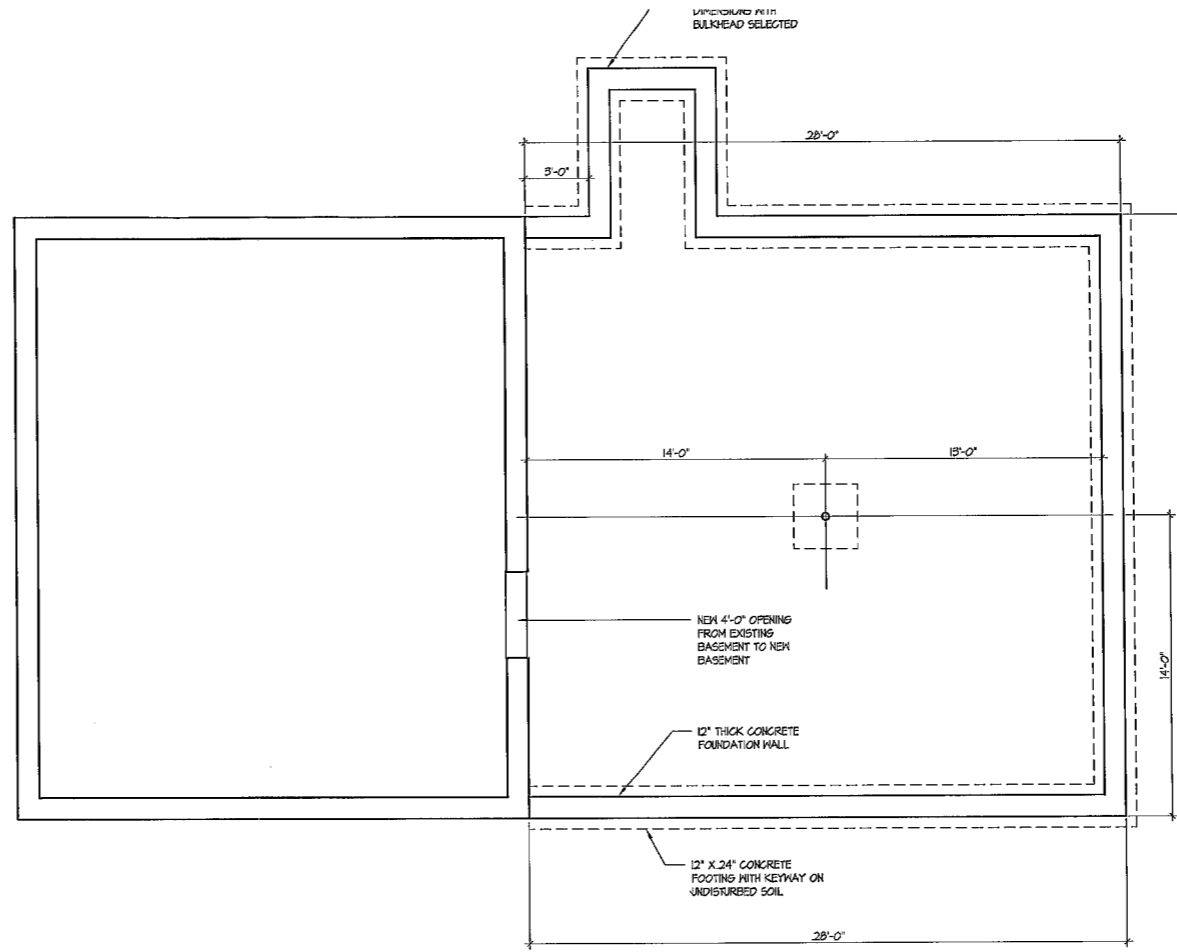 DIMENSIONS WITH
BULKHEAD SELECTED
28'-0"
3'-0"
14'-0"
13'-0"
NEW 4'-0" OPENING
FROM EXISTING
BASEMENT TO NEW
BASEMENT
14'-0"
12" THICK CONCRETE
FOUNDATION WALL
12" X 24" CONCRETE
FOOTING WITH KEYWAY ON
UNDISTURBED SOIL
28'-0"